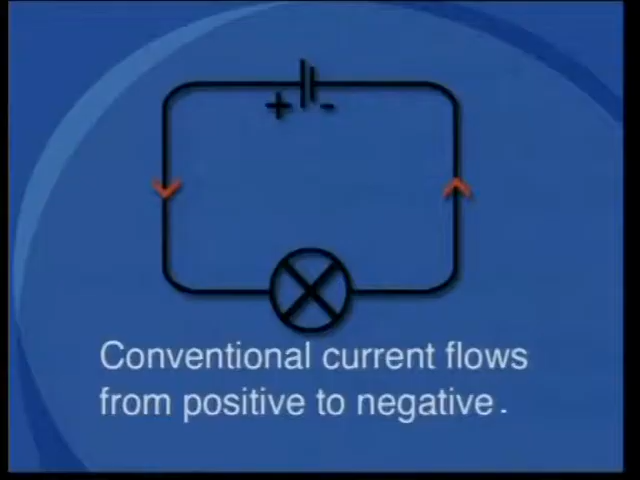 + -
Conventional current flows
from positive to negative.